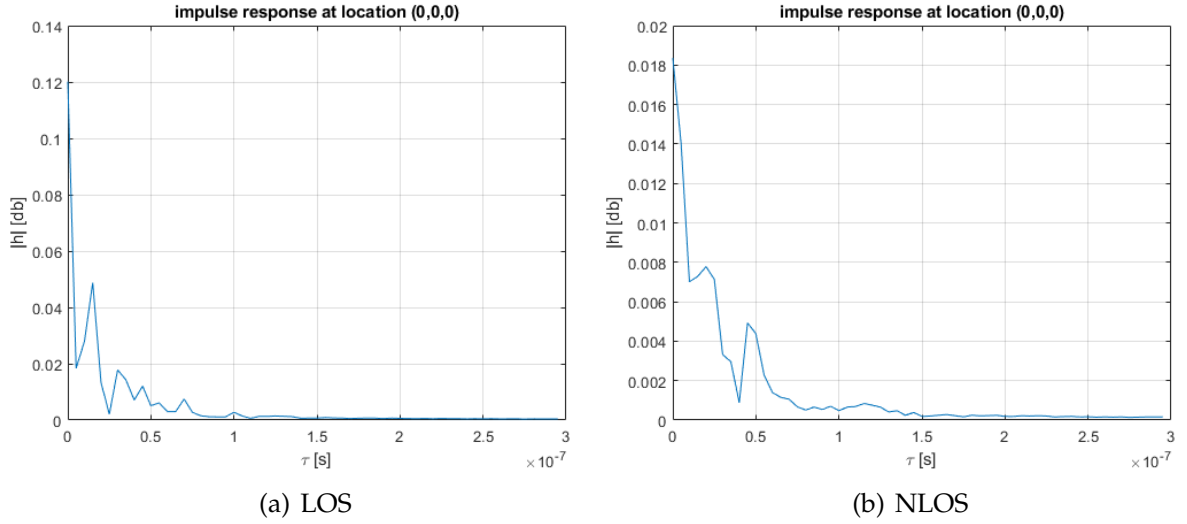 impulse response at location (0,0,0)
0.14
0.12
0.1
0.08
0.06
0.04
0.02
0
|h| [db]
0 0.5 1 1.5 2 2.5 3
τ [s]
×10⁻⁷
(a) LOS
impulse response at location (0,0,0)
0.02
0.018
0.016
0.014
0.012
0.01
0.008
0.006
0.004
0.002
0
|h| [db]
0 0.5 1 1.5 2 2.5 3
τ [s]
×10⁻⁷
(b) NLOS